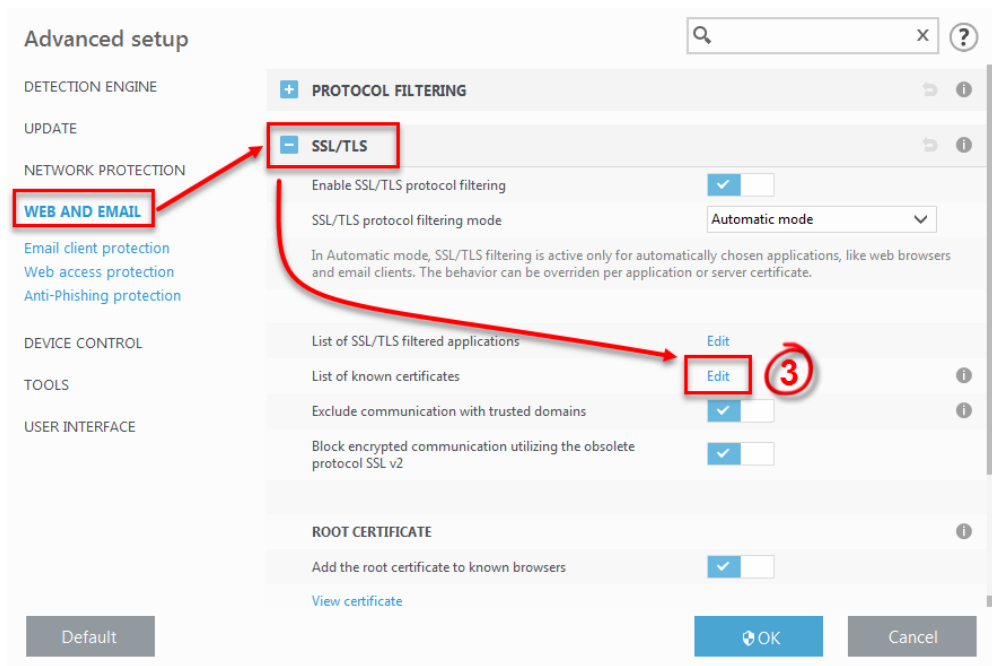 Advanced setup
X
?
DETECTION ENGINE
UPDATE
NETWORK PROTECTION
WEB AND EMAIL
Email client protection
Web access protection
Anti-Phishing protection
DEVICE CONTROL
TOOLS
USER INTERFACE
PROTOCOL FILTERING
SSL/TLS
Enable SSL/TLS protocol filtering
SSL/TLS protocol filtering mode
Automatic mode
In Automatic mode, SSL/TLS filtering is active only for automatically chosen applications, like web browsers
and email clients. The behavior can be overriden per application or server certificate.
List of SSL/TLS filtered applications
Edit
List of known certificates
Edit
3
Exclude communication with trusted domains
Block encrypted communication utilizing the obsolete
protocol SSL v2
ROOT CERTIFICATE
Add the root certificate to known browsers
View certificate
Default
OK
Cancel